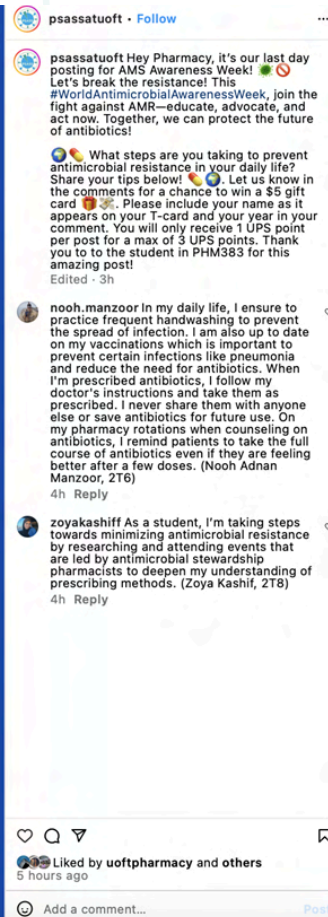 psassatuoft • Follow
psassatuoft Hey Pharmacy, it's our last day
posting for AMS Awareness Week! 🦠🚫
Let's break the resistance! This
#WorldAntimicrobialAwarenessWeek, join the
fight against AMR—educate, advocate, and
act now. Together, we can protect the future
of antibiotics!
🌍💊 What steps are you taking to prevent
antimicrobial resistance in your daily life?
Share your tips below! 💊🌍. Let us know in
the comments for a chance to win a $5 gift
card 🎁💸. Please include your name as it
appears on your T-card and your year in your
comment. You will only receive 1 UPS point
per post for a max of 3 UPS points. Thank
you to to the student in PHM383 for this
amazing post!
Edited · 3h
nooh.manzoor In my daily life, I ensure to
practice frequent handwashing to prevent
the spread of infection. I am also up to date
on my vaccinations which is important to
prevent certain infections like pneumonia
and reduce the need for antibiotics. When
I'm prescribed antibiotics, I follow my
doctor's instructions and take them as
prescribed. I never share them with anyone
else or save antibiotics for future use. On
my pharmacy rotations when counseling on
antibiotics, I remind patients to take the full
course of antibiotics even if they are feeling
better after a few doses. (Nooh Adnan
Manzoor, 2T6)
4h Reply
zoyakashiff As a student, I'm taking steps
towards minimizing antimicrobial resistance
by researching and attending events that
are led by antimicrobial stewardship
pharmacists to deepen my understanding of
prescribing methods. (Zoya Kashif, 2T8)
4h Reply
Liked by uoftpharmacy and others
5 hours ago
Add a comment...
Post